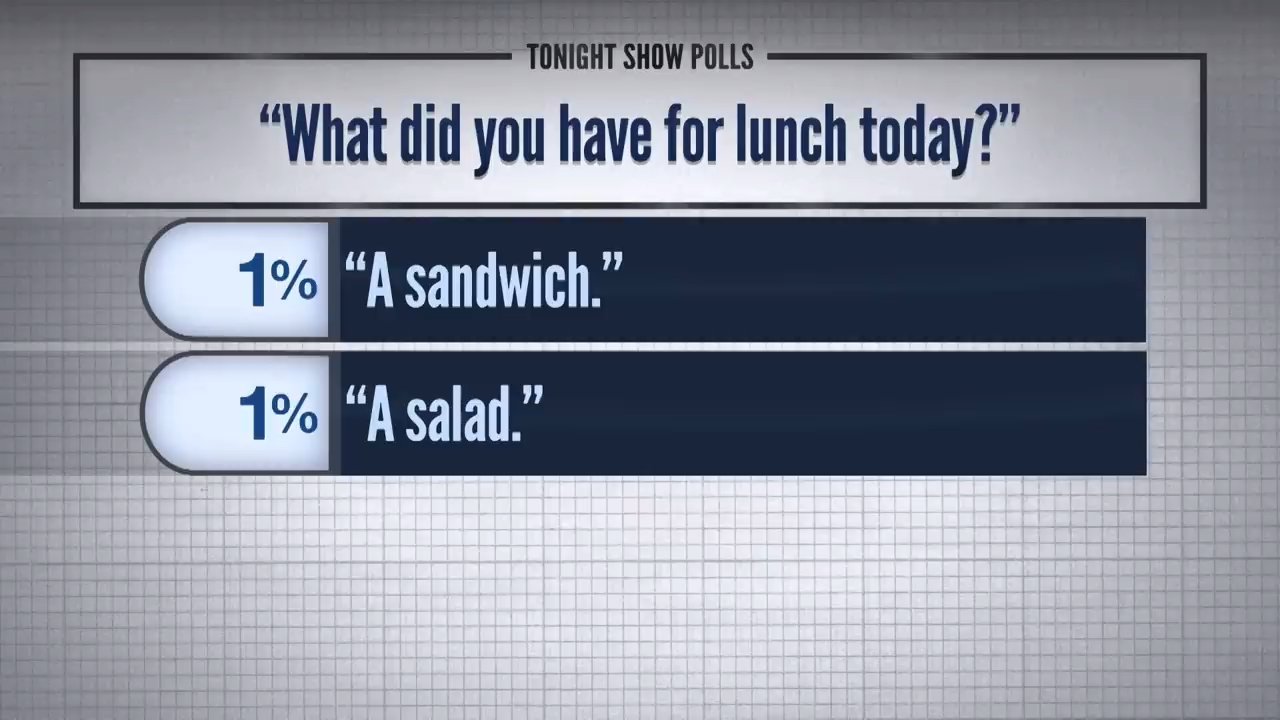 TONIGHT SHOW POLLS
“What did you have for lunch today?”
1% “A sandwich.”
1% “A salad.”